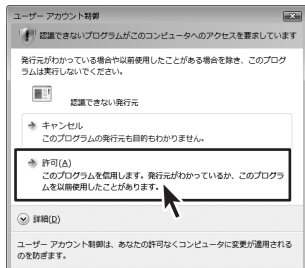 ユーザー アカウント制御
認識できないプログラムがこのコンピュータへのアクセスを要求しています
発行元がわかっている場合や以前使用したことがある場合を除き、このプログ
ラムは実行しないでください。
認識できない発行元
キャンセル
このプログラムの発行元も目的もわかりません。
許可(A)
このプログラムを信用します。発行元がわかっているか、このプログラ
ムを以前使用したことがあります。
詳細(D)
ユーザー アカウント制御は、あなたの許可なくコンピュータに変更が適用される
のを防ぎます。